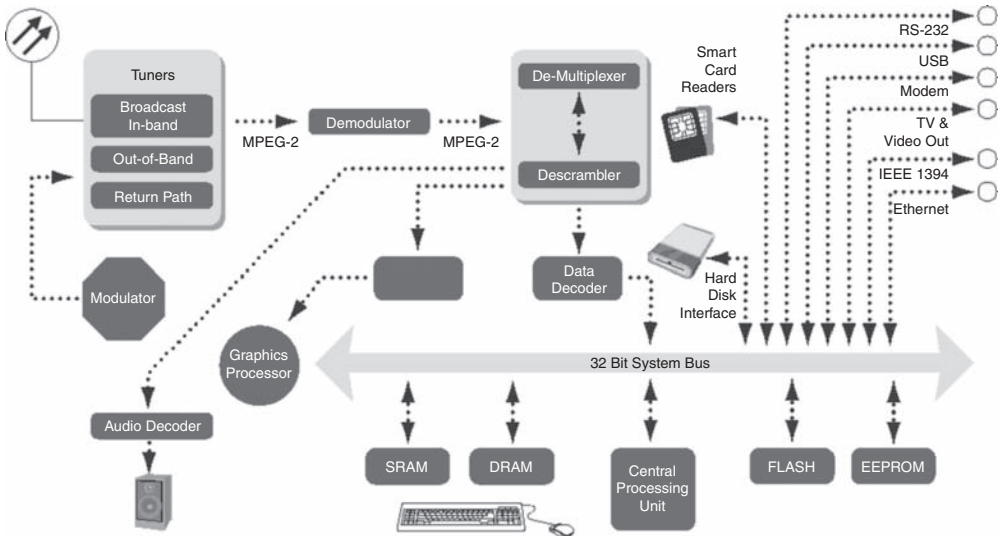 Tuners
Broadcast
In-band
Out-of-Band
Return Path
MPEG-2
Demodulator
MPEG-2
De-Multiplexer
Descrambler
Smart
Card
Readers
RS-232
USB
Modem
TV &
Video Out
IEEE 1394
Ethernet
Modulator
Data
Decoder
Hard
Disk
Interface
Graphics
Processor
32 Bit System Bus
Audio Decoder
SRAM
DRAM
Central
Processing
Unit
FLASH
EEPROM